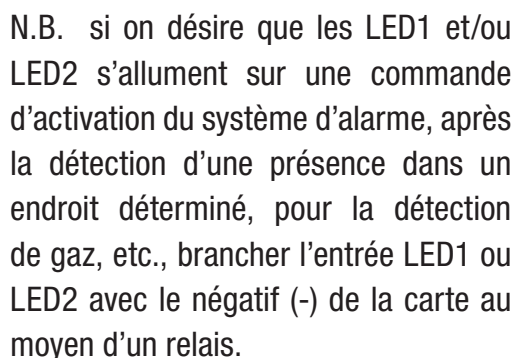 N.B. si on désire que les LED1 et/ou
LED2 s’allument sur une commande
d’activation du système d’alarme, après
la détection d’une présence dans un
endroit déterminé, pour la détection
de gaz, etc., brancher l’entrée LED1 ou
LED2 avec le négatif (-) de la carte au
moyen d’un relais.